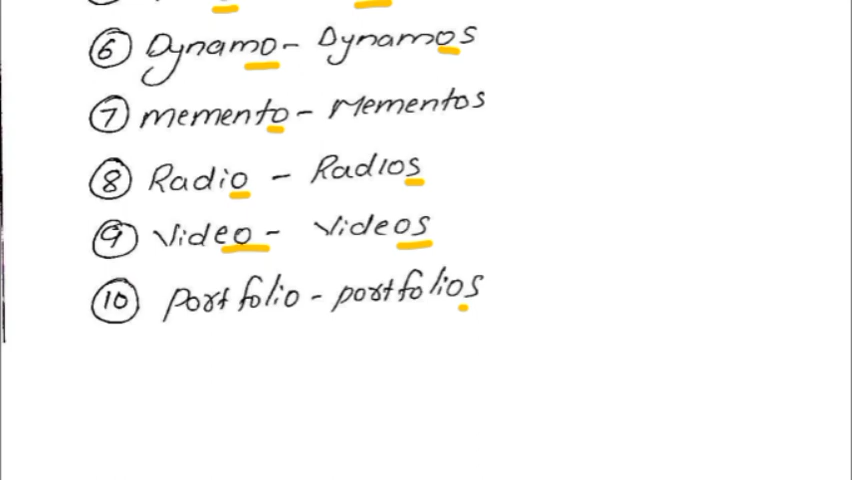 6 Dynamo - Dynamos
7 memento - Mementos
8 Radio - Radios
9 Video - Videos
10 portfolio - portfolios